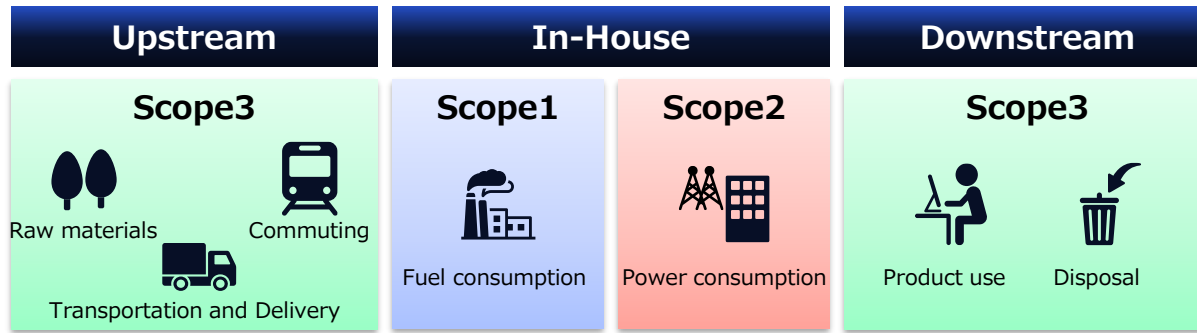 Upstream
In-House
Downstream
Scope3
Scope1
Scope2
Scope3
Raw materials
Commuting
Transportation and Delivery
Fuel consumption
Power consumption
Product use
Disposal